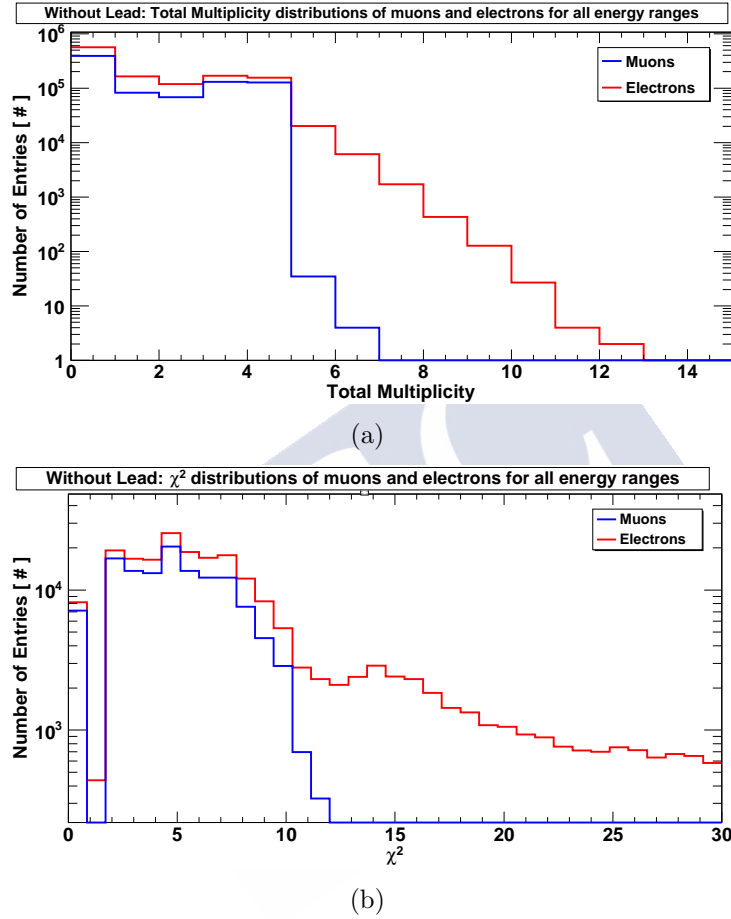 Without Lead: Total Multiplicity distributions of muons and electrons for all energy ranges
Number of Entries [ # ]
10⁶
10⁵
10⁴
10³
10²
10
1
Muons
Electrons
0 2 4 6 8 10 12 14
Total Multiplicity
(a)
Without Lead: χ² distributions of muons and electrons for all energy ranges
Number of Entries [ # ]
10⁴
10³
Muons
Electrons
0 5 10 15 20 25 30
χ²
(b)